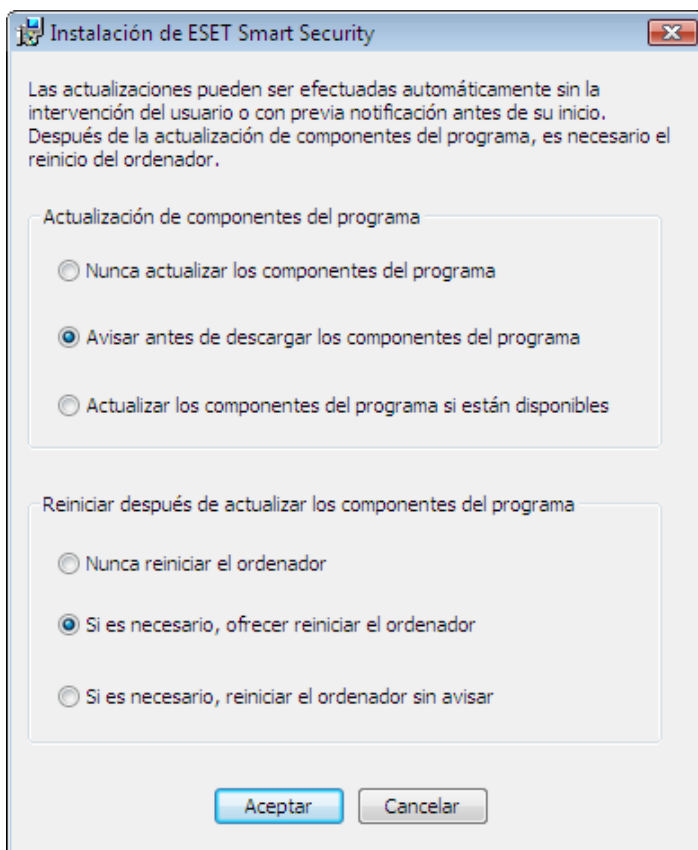 Instalación de ESET Smart Security
Las actualizaciones pueden ser efectuadas automáticamente sin la
intervención del usuario o con previa notificación antes de su inicio.
Después de la actualización de componentes del programa, es necesario el
reinicio del ordenador.
Actualización de componentes del programa
Nunca actualizar los componentes del programa
Avisar antes de descargar los componentes del programa
Actualizar los componentes del programa si están disponibles
Reiniciar después de actualizar los componentes del programa
Nunca reiniciar el ordenador
Si es necesario, ofrecer reiniciar el ordenador
Si es necesario, reiniciar el ordenador sin avisar
Aceptar
Cancelar